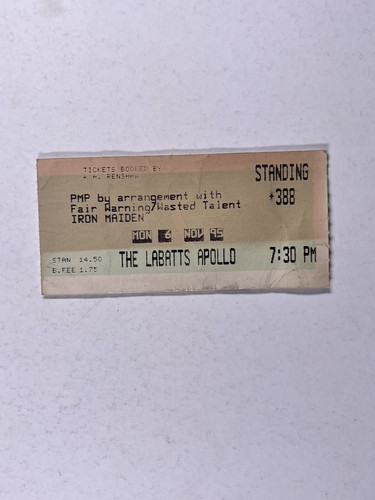 TICKETS BOOKED BY
STANDING
PMP by arrangement with
*388
Fair Warning/Wasted Talent
IRON MAIDEN
MON 6 NOV 95
STAN 14.50
THE LABATTS APOLLO
7:30 PM
B.FEE 1.75